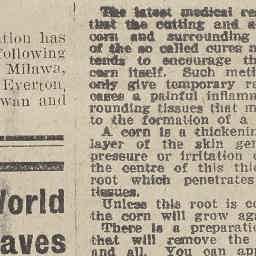 ation has
following
Milawa,
Everton,
wan and
World
aves
The latest medical re
that the cutting and s
corn and surrounding
of the so called cures m
tends to encourage th
corn itself. Such meth
only give temporary re
cases a painful inflamm
rounding tissues that m
to the formation of a
A corn is a thickenin
layer of the skin gen
pressure or irritation o
the centre of this thic
root which penetrates
tissues.
Unless this root is co
the corn will grow aga
There is a preparatio
that will remove the
and all. You can app